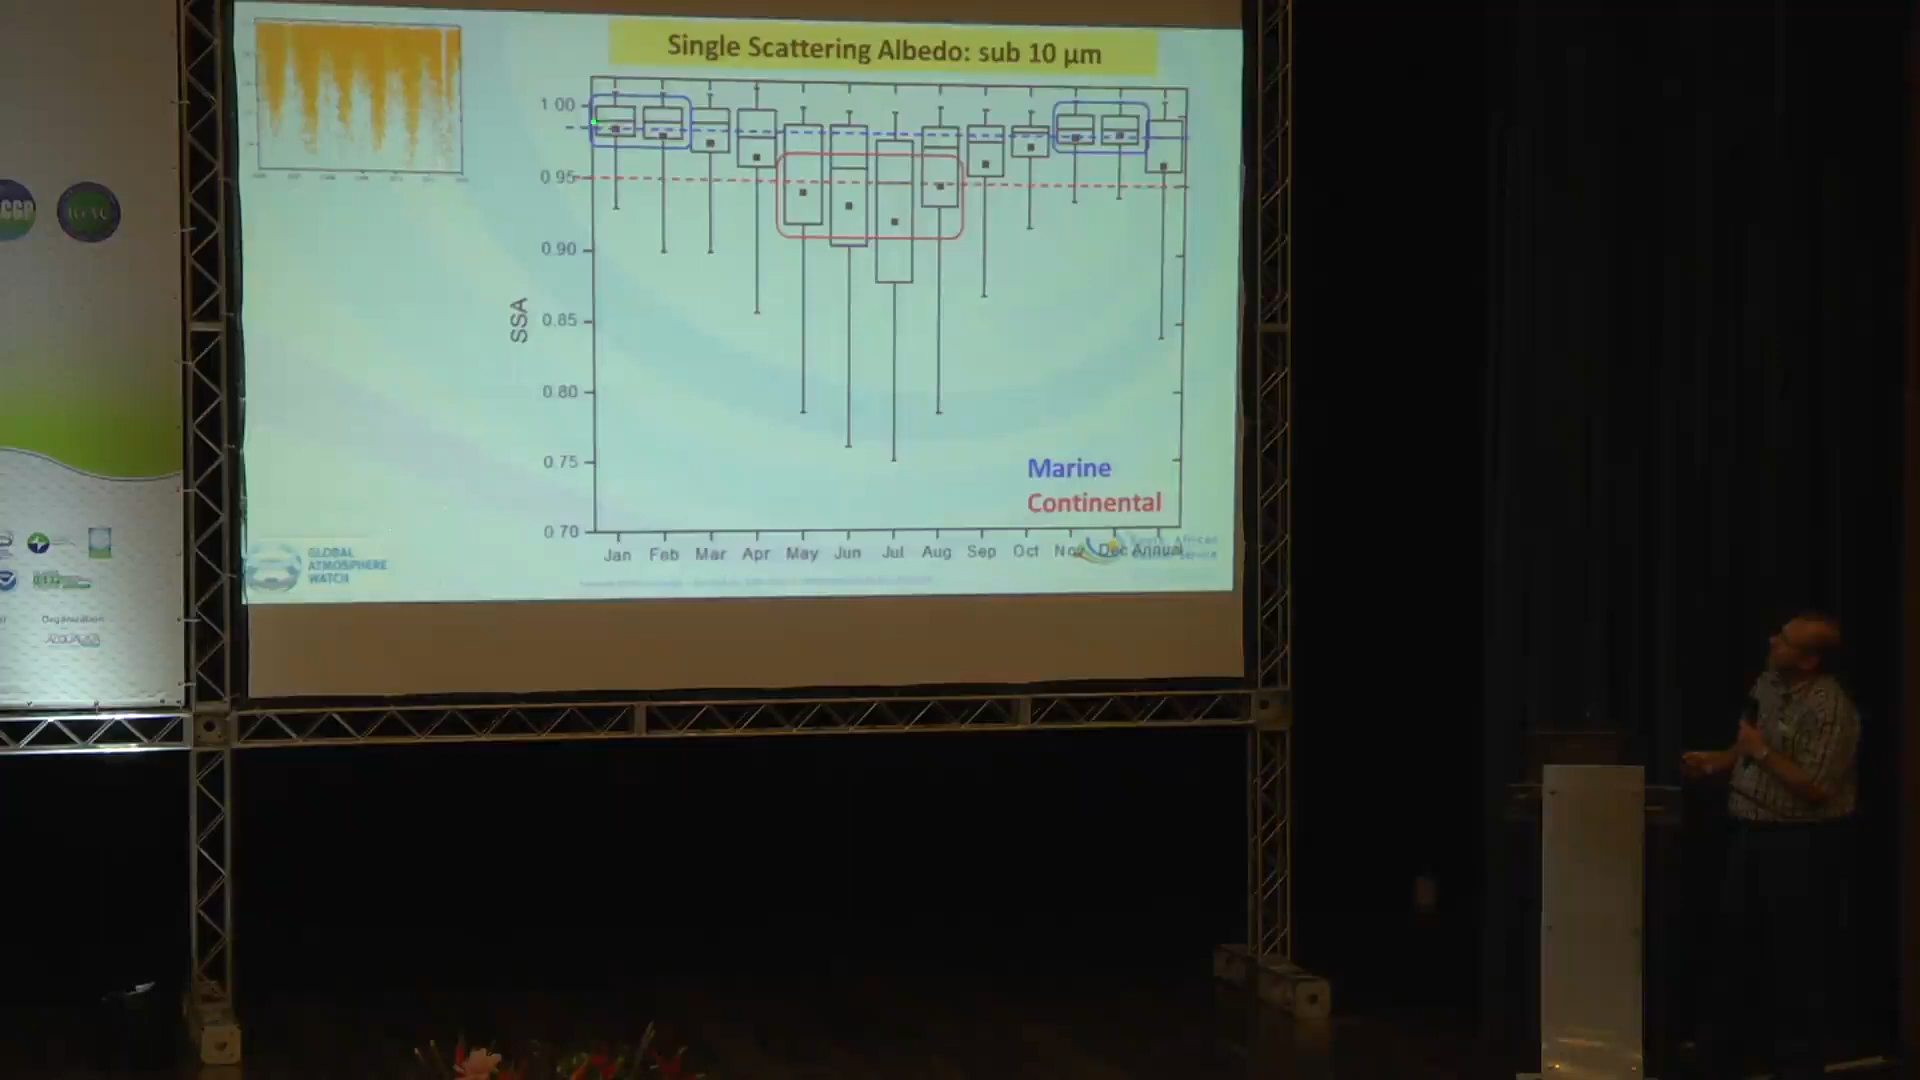 Single Scattering Albedo: sub 10 µm
1.00
0.95
0.90
0.85
0.80
0.75
0.70
SSA
Marine
Continental
Jan Feb Mar Apr May Jun Jul Aug Sep Oct Nov Dec Annual
GLOBAL
ATMOSPHERE
WATCH
IGAC
Organization